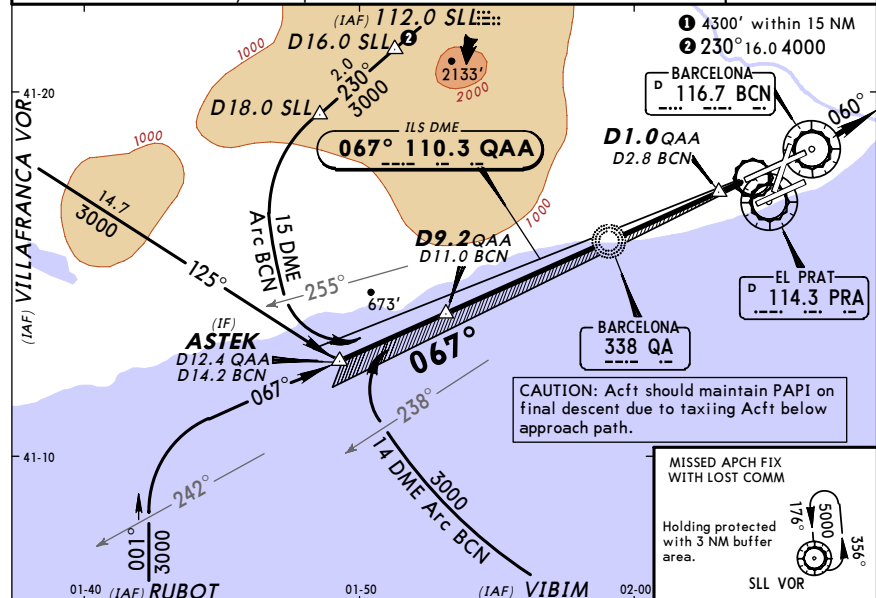 (IAF) 112.0 SLL
D16.0 SLL 2
1000
2133'
2000
2.0
230°
3000
D18.0 SLL
1 4300' within 15 NM
2 230° 16.0 4000
BARCELONA
D 116.7 BCN
060°
41-20
1000
ILS DME
067° 110.3 QAA
D1.0 QAA
D2.8 BCN
(IAF) VILLAFRANCA VOR
14.7
3000
125°
15 DME
Arc BCN
1000
D9.2 QAA
D11.0 BCN
255°
673'
EL PRAT
D 114.3 PRA
(IF)
ASTEK
D12.4 QAA
D14.2 BCN
067°
067°
BARCELONA
338 QA
238°
CAUTION: Acft should maintain PAPI on
final descent due to taxiing Acft below
approach path.
41-10
242°
3000
14 DME Arc BCN
001°
3000
MISSED APCH FIX
WITH LOST COMM
Holding protected
with 3 NM buffer
area.
176°
5000
356°
SLL VOR
01-40
(IAF) RUBOT
01-50
(IAF) VIBIM
02-00